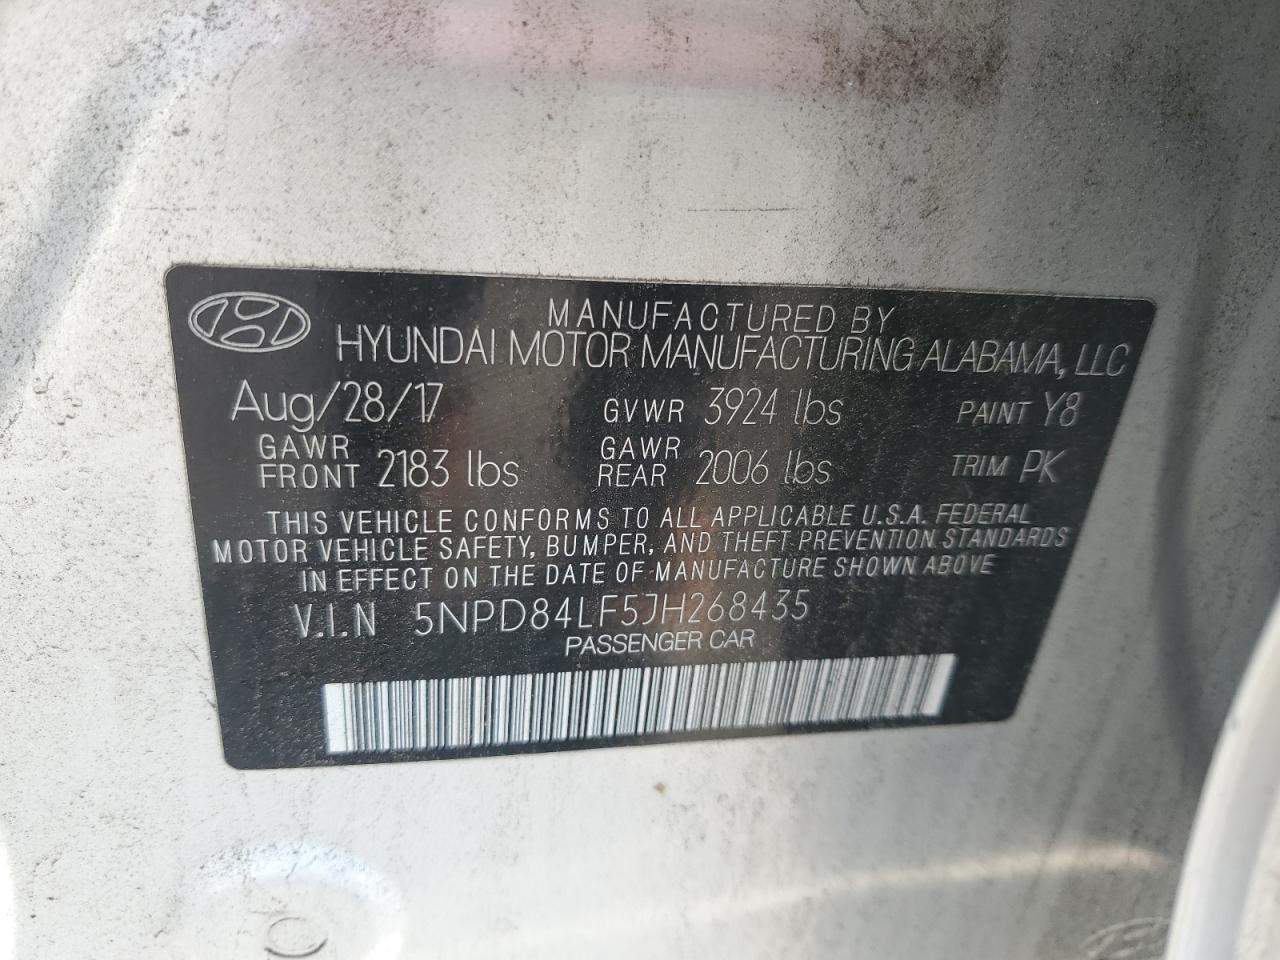 MANUFACTURED BY
HYUNDAI MOTOR MANUFACTURING ALABAMA, LLC
Aug/28/17 GVWR 3924 lbs PAINT Y8
GAWR FRONT 2183 lbs GAWR REAR 2006 lbs TRIM PK
THIS VEHICLE CONFORMS TO ALL APPLICABLE U.S.A. FEDERAL
MOTOR VEHICLE SAFETY, BUMPER, AND THEFT PREVENTION STANDARDS
IN EFFECT ON THE DATE OF MANUFACTURE SHOWN ABOVE
V.I.N 5NPD84LF5JH268435
PASSENGER CAR